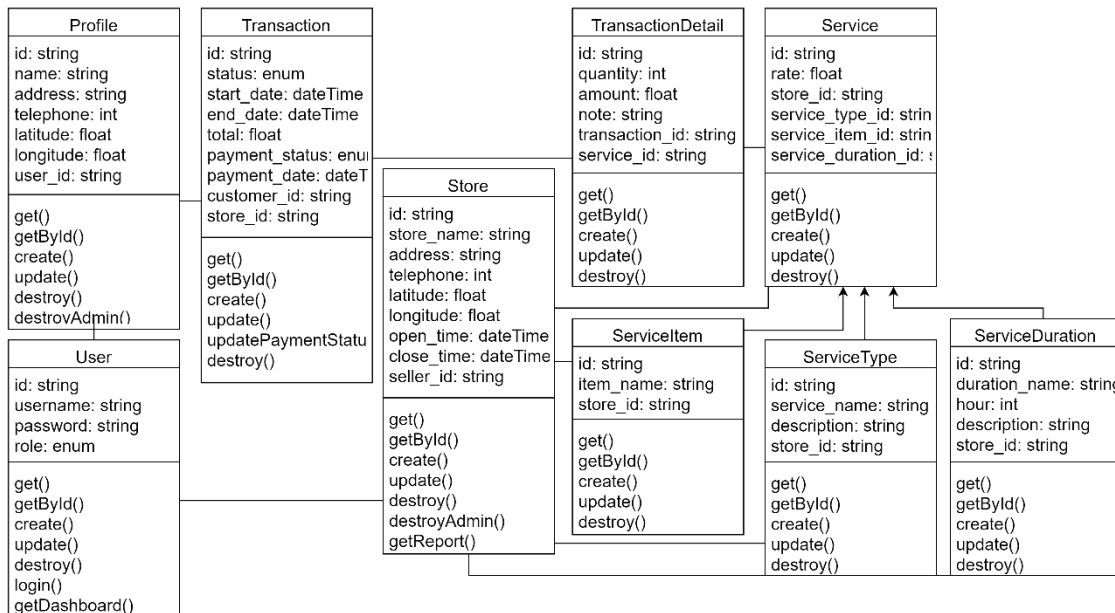 Profile
id: string
name: string
address: string
telephone: int
latitude: float
longitude: float
user_id: string
get()
getById()
create()
update()
destroy()
destroyAdmin()
User
id: string
username: string
password: string
role: enum
get()
getById()
create()
update()
destroy()
login()
getDashboard()
Transaction
id: string
status: enum
start_date: dateTime
end_date: dateTime
total: float
payment_status: enu
payment_date: dateT
customer_id: string
store_id: string
get()
getById()
create()
update()
updatePaymentStatu
destroy()
Store
id: string
store_name: string
address: string
telephone: int
latitude: float
longitude: float
open_time: dateTime
close_time: dateTime
seller_id: string
get()
getById()
create()
update()
destroy()
destroyAdmin()
getReport()
TransactionDetail
id: string
quantity: int
amount: float
note: string
transaction_id: string
service_id: string
get()
getById()
create()
update()
destroy()
Service
id: string
rate: float
store_id: string
service_type_id: strin
service_item_id: strin
service_duration_id:
get()
getById()
create()
update()
destroy()
ServiceItem
id: string
item_name: string
store_id: string
get()
getById()
create()
update()
destroy()
ServiceType
id: string
service_name: string
description: string
store_id: string
get()
getById()
create()
update()
destroy()
ServiceDuration
id: string
duration_name: string
hour: int
description: string
store_id: string
get()
getById()
create()
update()
destroy()